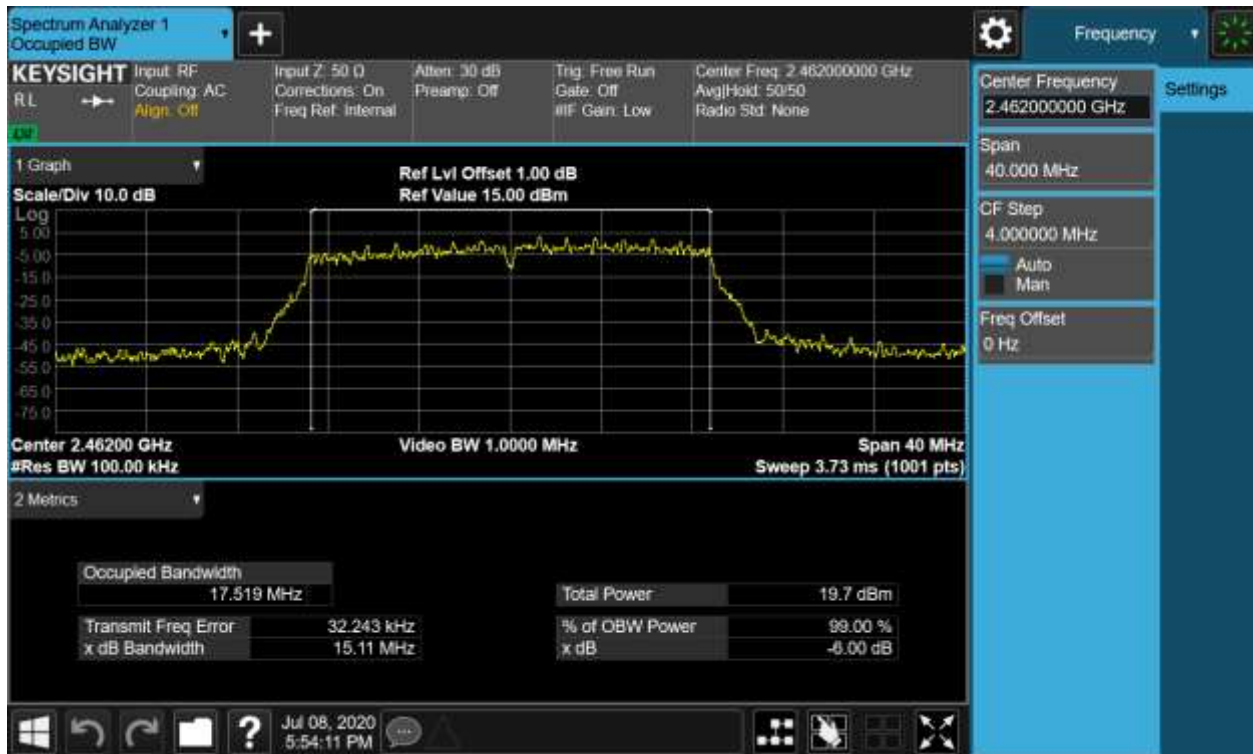 Spectrum Analyzer 1
Occupied BW
+
Frequency
KEYSIGHT
RL
Input: RF
Coupling: AC
Align: Off
Input Z: 50 Ω
Corrections: On
Freq Ref: Internal
Atten: 30 dB
Preamp: Off
Trig: Free Run
Gate: Off
#IF Gain: Low
Center Freq: 2.462000000 GHz
Avg|Hold: 50/50
Radio Std: None
Center Frequency
2.462000000 GHz
Settings
Span
40.000 MHz
CF Step
4.000000 MHz
Auto
Man
Freq Offset
0 Hz
1 Graph
Scale/Div 10.0 dB
Ref Lvl Offset 1.00 dB
Ref Value 15.00 dBm
Log
5.00
-5.00
-15.0
-25.0
-35.0
-45.0
-55.0
-65.0
-75.0
Center 2.46200 GHz
#Res BW 100.00 kHz
Video BW 1.0000 MHz
Span 40 MHz
Sweep 3.73 ms (1001 pts)
2 Metrics
Occupied Bandwidth
17.519 MHz
Total Power 19.7 dBm
Transmit Freq Error 32.243 kHz
% of OBW Power 99.00 %
x dB Bandwidth 15.11 MHz
x dB -6.00 dB
?
Jul 08, 2020
5:54:11 PM